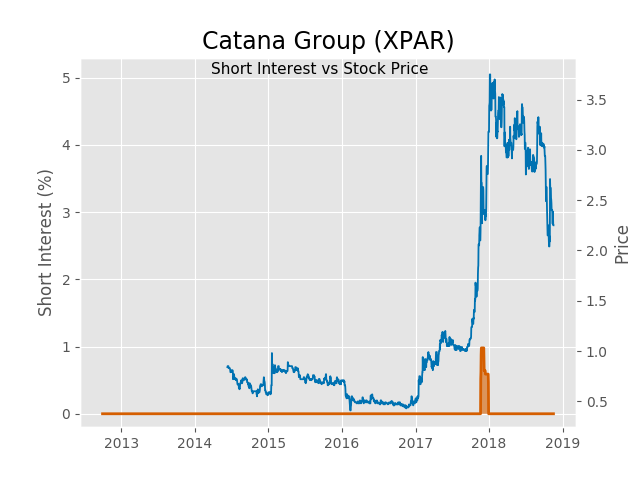 Catana Group (XPAR)
Short Interest vs Stock Price
Short Interest (%)
5
4
3
2
1
0
3.5
3.0
2.5
2.0
1.5
1.0
0.5
Price
2013 2014 2015 2016 2017 2018 2019